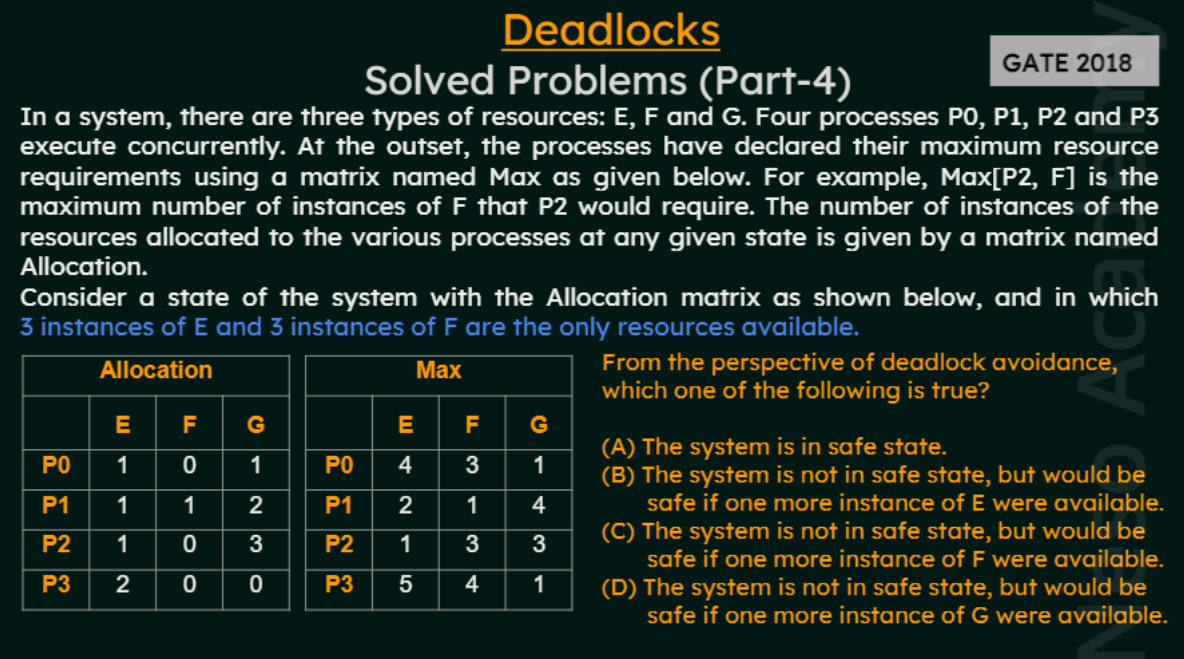 Deadlocks
Solved Problems (Part-4)
GATE 2018
In a system, there are three types of resources: E, F and G. Four processes P0, P1, P2 and P3
execute concurrently. At the outset, the processes have declared their maximum resource
requirements using a matrix named Max as given below. For example, Max[P2, F] is the
maximum number of instances of F that P2 would require. The number of instances of the
resources allocated to the various processes at any given state is given by a matrix named
Allocation.
Consider a state of the system with the Allocation matrix as shown below, and in which
3 instances of E and 3 instances of F are the only resources available.
Allocation
E F G
P0 1 0 1
P1 1 1 2
P2 1 0 3
P3 2 0 0
Max
E F G
P0 4 3 1
P1 2 1 4
P2 1 3 3
P3 5 4 1
From the perspective of deadlock avoidance,
which one of the following is true?
(A) The system is in safe state.
(B) The system is not in safe state, but would be
safe if one more instance of E were available.
(C) The system is not in safe state, but would be
safe if one more instance of F were available.
(D) The system is not in safe state, but would be
safe if one more instance of G were available.
Neso Academy